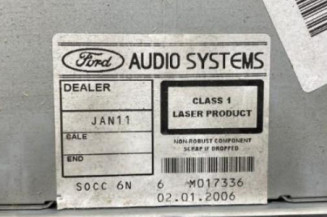 Ford AUDIO SYSTEMS
DEALER
JAN11
SALE
END
CLASS 1
LASER PRODUCT
NON-ROBUST COMPONENT
SCRAP IF DROPPED
SOCC 6N 6 M017336
02.01.2006